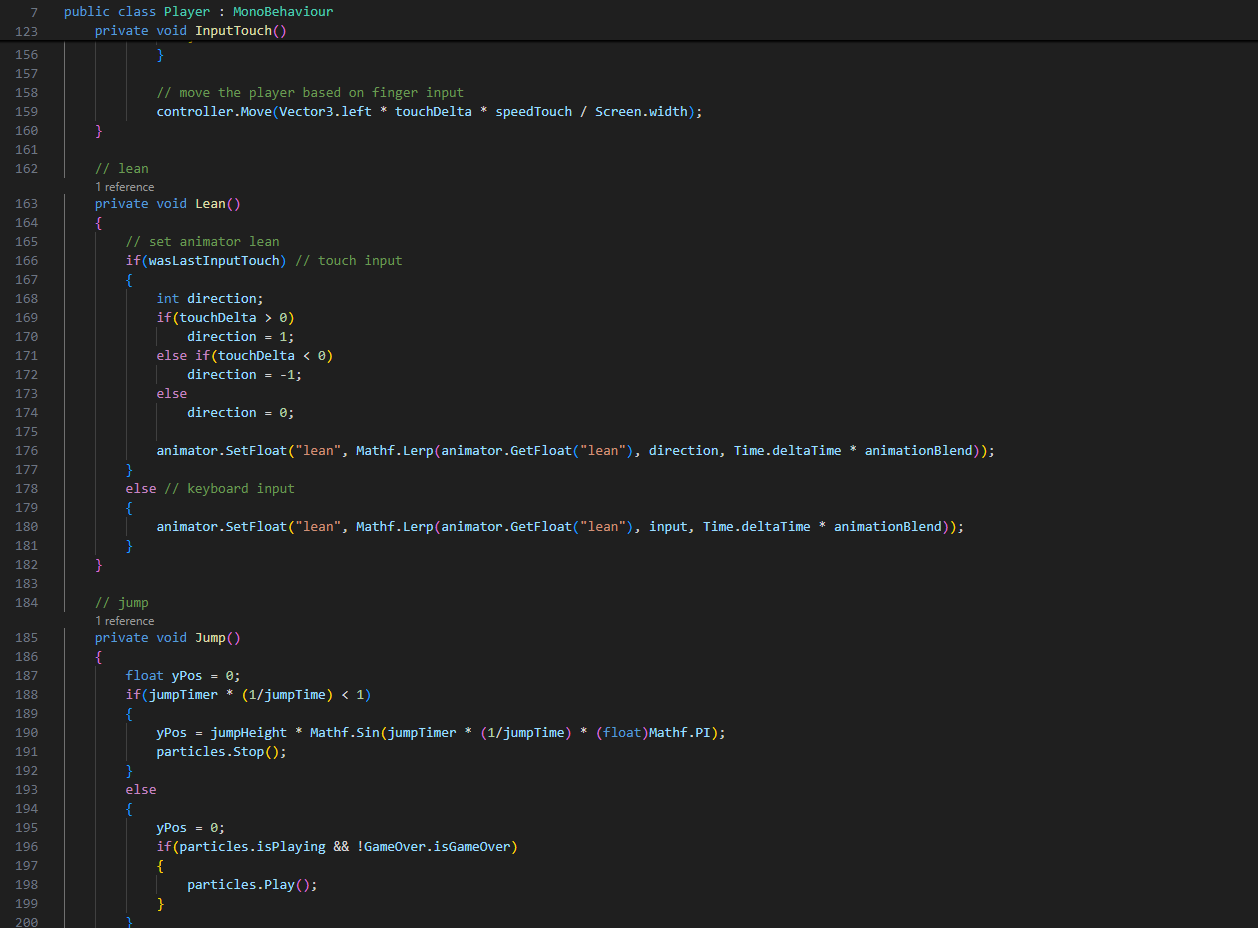 7 public class Player : MonoBehaviour
123 private void InputTouch()
156 }
157
158 // move the player based on finger input
159 controller.Move(Vector3.left * touchDelta * speedTouch / Screen.width);
160 }
161
162 // lean
1 reference
163 private void Lean()
164 {
165 // set animator lean
166 if(wasLastInputTouch) // touch input
167 {
168 int direction;
169 if(touchDelta > 0)
170 direction = 1;
171 else if(touchDelta < 0)
172 direction = -1;
173 else
174 direction = 0;
175
176 animator.SetFloat("lean", Mathf.Lerp(animator.GetFloat("lean"), direction, Time.deltaTime * animationBlend));
177 }
178 else // keyboard input
179 {
180 animator.SetFloat("lean", Mathf.Lerp(animator.GetFloat("lean"), input, Time.deltaTime * animationBlend));
181 }
182 }
183
184 // jump
1 reference
185 private void Jump()
186 {
187 float yPos = 0;
188 if(jumpTimer * (1/jumpTime) < 1)
189 {
190 yPos = jumpHeight * Mathf.Sin(jumpTimer * (1/jumpTime) * (float)Mathf.PI);
191 particles.Stop();
192 }
193 else
194 {
195 yPos = 0;
196 if(particles.isPlaying && !GameOver.isGameOver)
197 {
198 particles.Play();
199 }
200 }